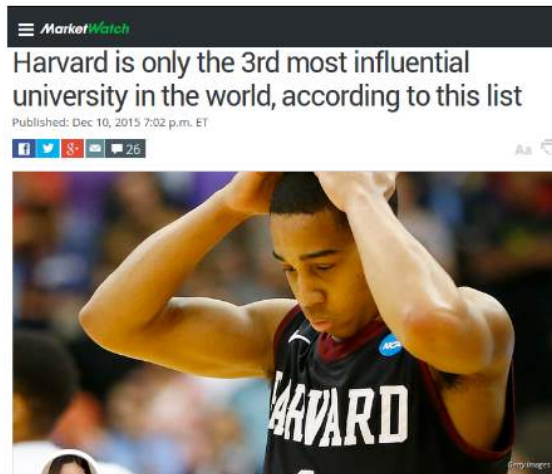 MarketWatch
Harvard is only the 3rd most influential
university in the world, according to this list
Published: Dec 10, 2015 7:02 p.m. ET
26
Aa
NCAA
HARVARD
Getty Images